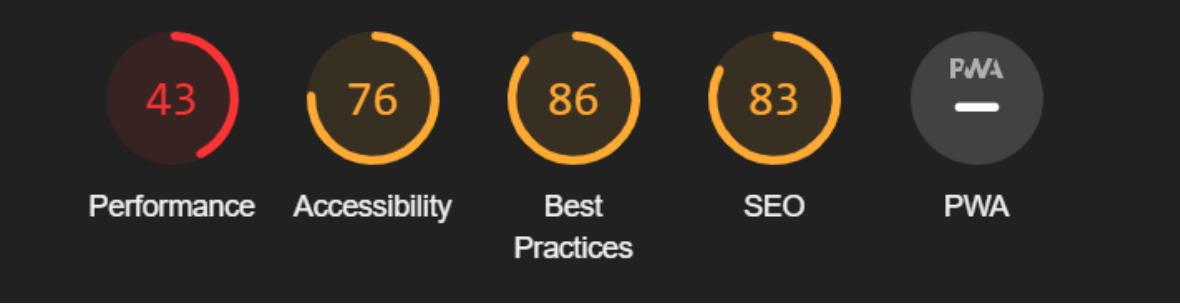 43
76
86
83
PWA
Performance
Accessibility
Best
Practices
SEO
PWA